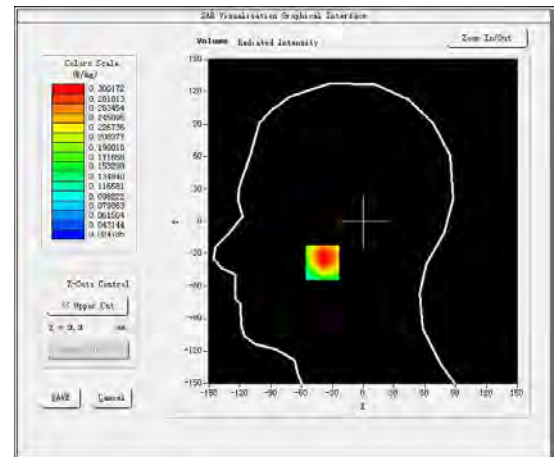 SAR Visualisation Graphical Interface
Volume Radiated Intensity
Zoom In/Out
Colors Scale
(W/kg)
0.300172
0.281813
0.263454
0.245095
0.226736
0.208377
0.190018
0.171658
0.153299
0.134940
0.116581
0.098222
0.079863
0.061504
0.043144
150
120
90
60
30
0
-30
-60
-90
-120
-150
-150 -120 -90 -60 -30 0 30 60 90 120 150
X
Z-Cuts Control
<< Upper Cut
SAVE
Cancel